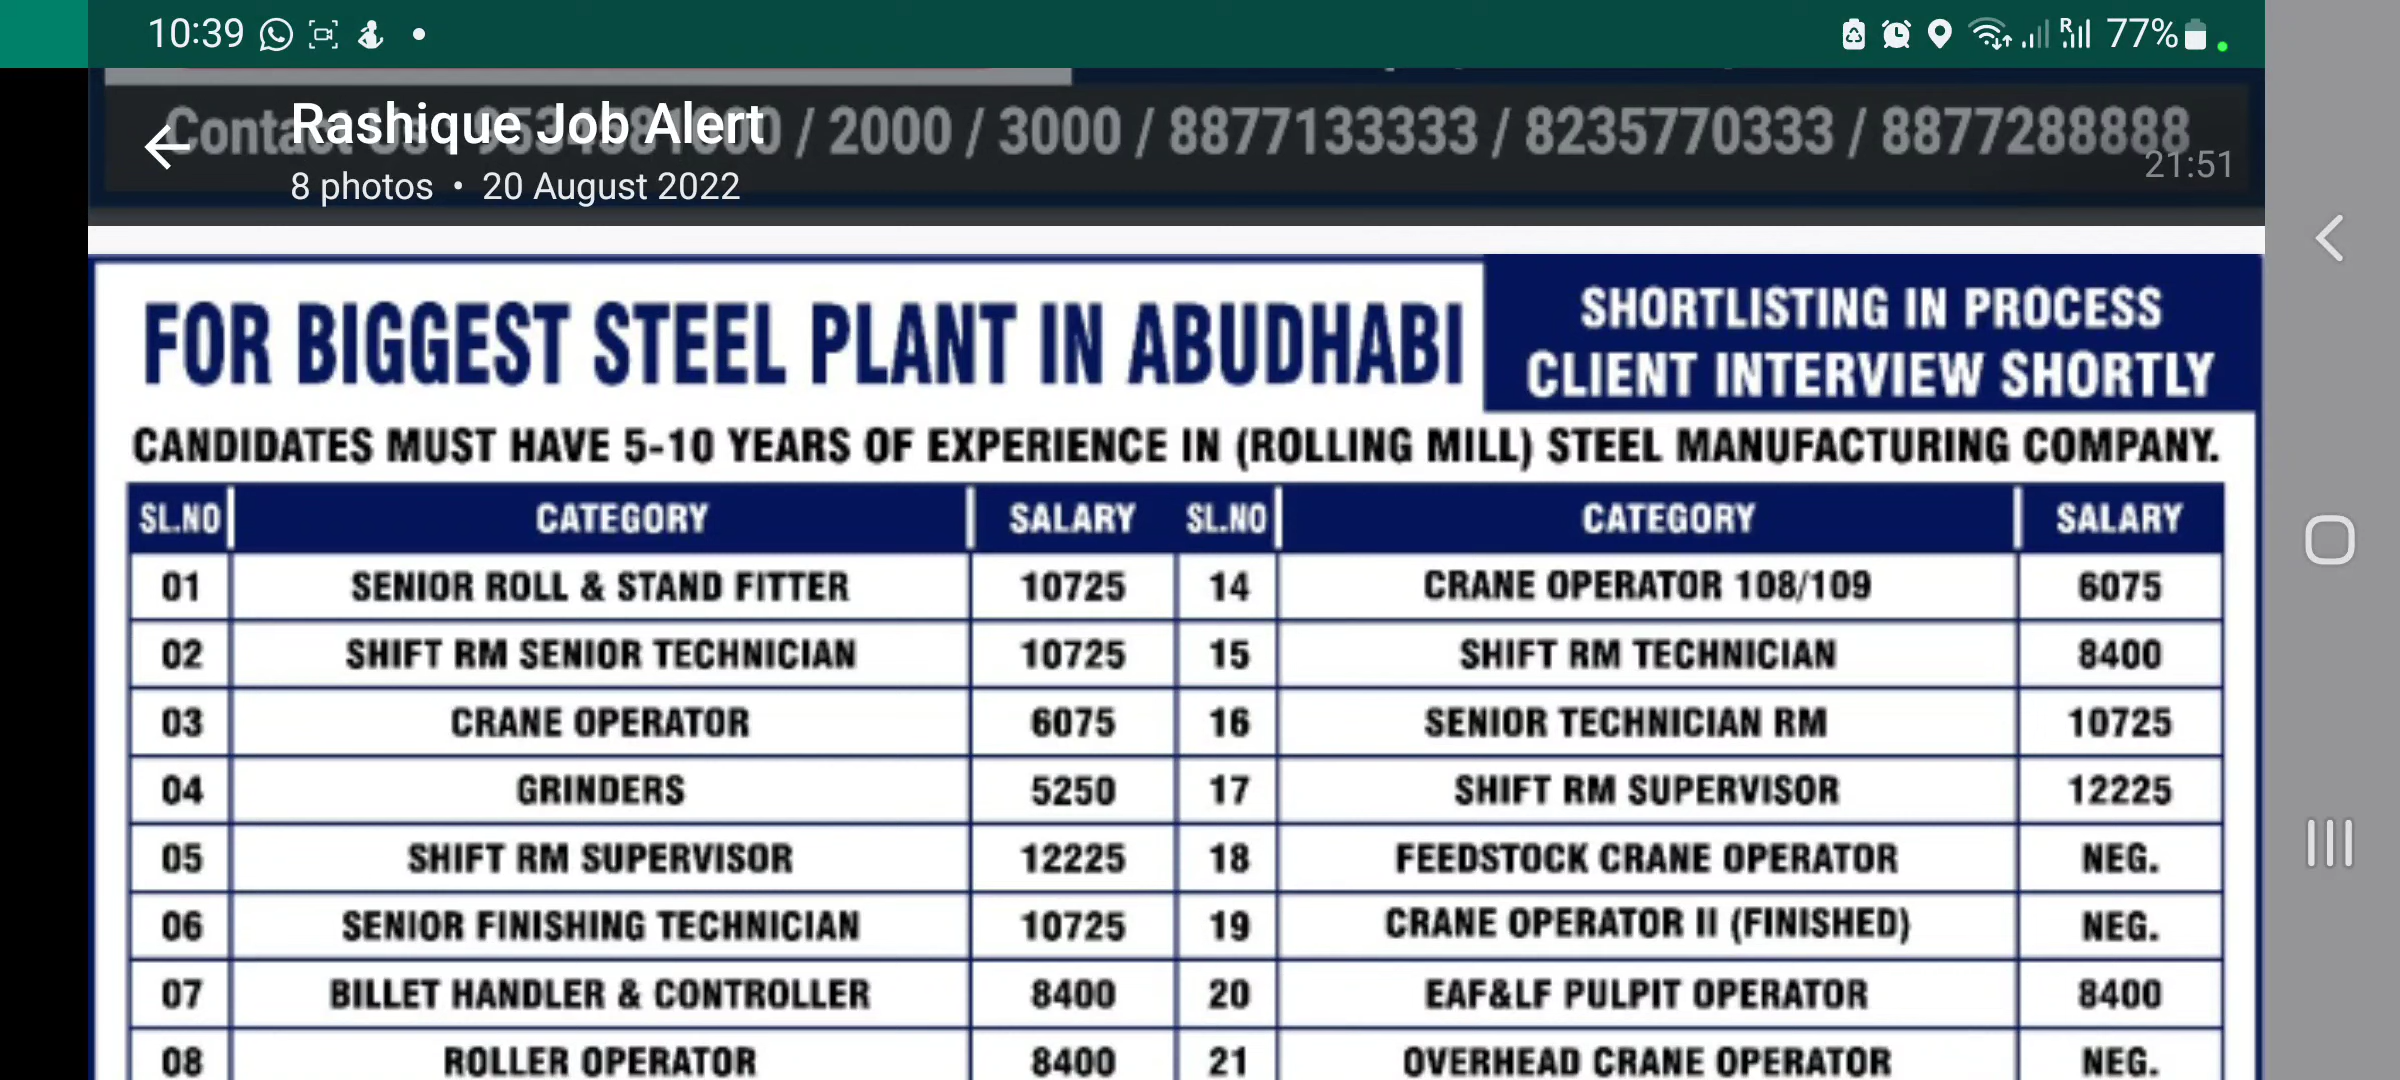 10:39
77%
Rashique Job Alert
8 photos • 20 August 2022
/ 2000 / 3000 / 8877133333 / 8235770333 / 8877288888
21:51
FOR BIGGEST STEEL PLANT IN ABUDHABI
SHORTLISTING IN PROCESS
CLIENT INTERVIEW SHORTLY
CANDIDATES MUST HAVE 5-10 YEARS OF EXPERIENCE IN (ROLLING MILL) STEEL MANUFACTURING COMPANY.
SL.NO CATEGORY SALARY SL.NO CATEGORY SALARY
01 SENIOR ROLL & STAND FITTER 10725 14 CRANE OPERATOR 108/109 6075
02 SHIFT RM SENIOR TECHNICIAN 10725 15 SHIFT RM TECHNICIAN 8400
03 CRANE OPERATOR 6075 16 SENIOR TECHNICIAN RM 10725
04 GRINDERS 5250 17 SHIFT RM SUPERVISOR 12225
05 SHIFT RM SUPERVISOR 12225 18 FEEDSTOCK CRANE OPERATOR NEG.
06 SENIOR FINISHING TECHNICIAN 10725 19 CRANE OPERATOR II (FINISHED) NEG.
07 BILLET HANDLER & CONTROLLER 8400 20 EAF&LF PULPIT OPERATOR 8400
08 ROLLER OPERATOR 8400 21 OVERHEAD CRANE OPERATOR NEG.